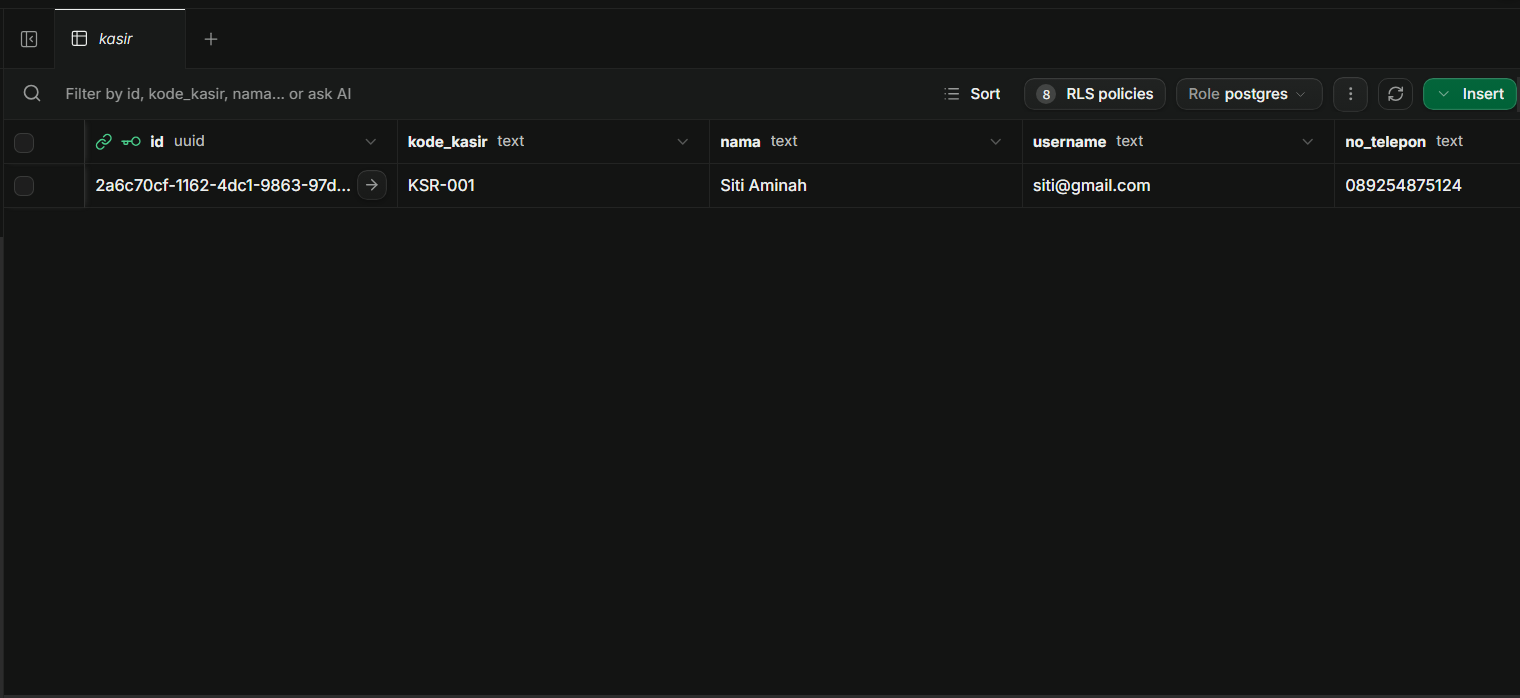 kasir
Filter by id, kode_kasir, nama... or ask AI Sort 8 RLS policies Role postgres Insert
id uuid kode_kasir text nama text username text no_telepon text
2a6c70cf-1162-4dc1-9863-97d... KSR-001 Siti Aminah siti@gmail.com 089254875124